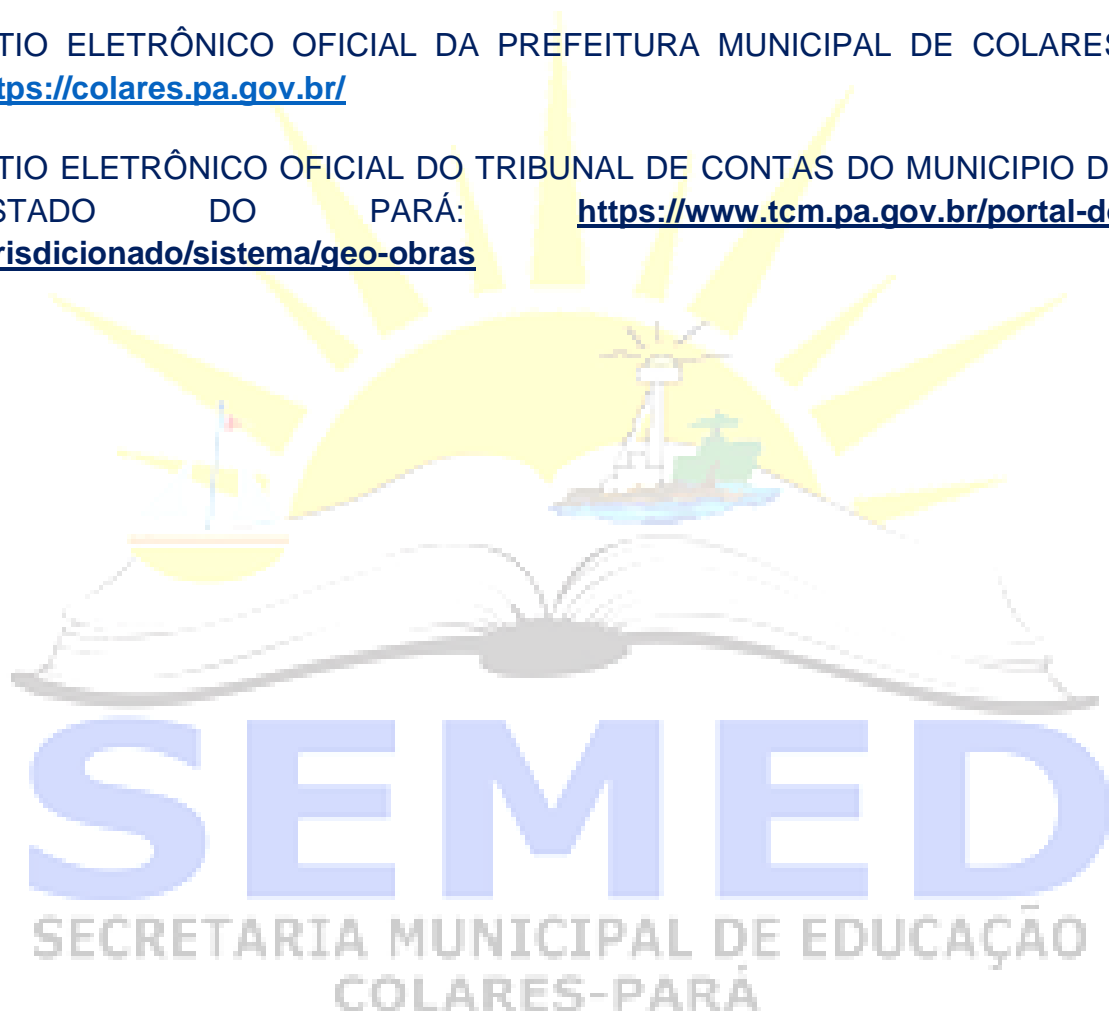 TIO ELETRÔNICO OFICIAL DA PREFEITURA MUNICIPAL DE COLARES
tps://colares.pa.gov.br/
TIO ELETRÔNICO OFICIAL DO TRIBUNAL DE CONTAS DO MUNICIPIO D
STADO DO PARÁ: https://www.tcm.pa.gov.br/portal-d
risdicionado/sistema/geo-obras
SEMED
SECRETARIA MUNICIPAL DE EDUCAÇÃO
COLARES-PARÁ